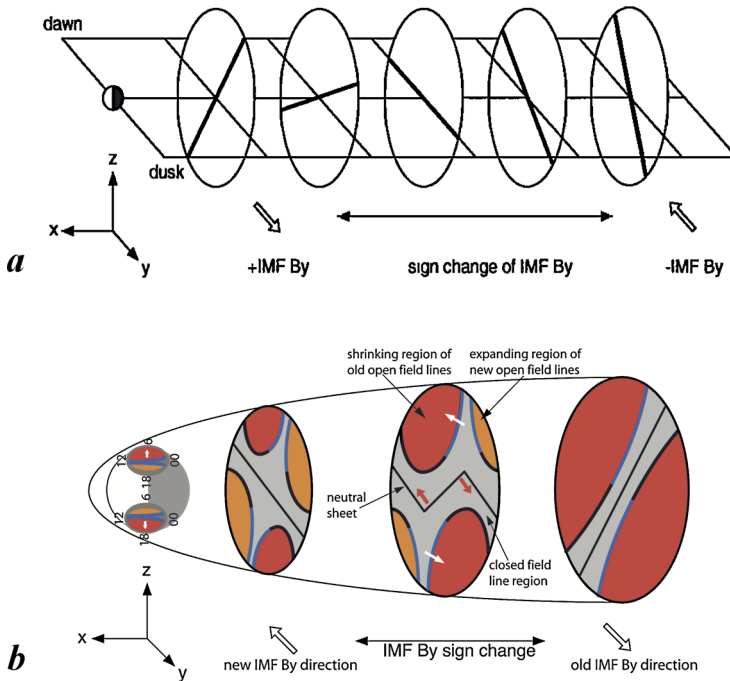 dawn
dusk
z
x
y
a
+IMF By
sign change of IMF By
-IMF By
shrinking region of
old open field lines
expanding region of
new open field lines
6
12
00
18
6
12
00
18
neutral
sheet
closed field
line region
z
x
y
b
new IMF By direction
IMF By sign change
old IMF By direction